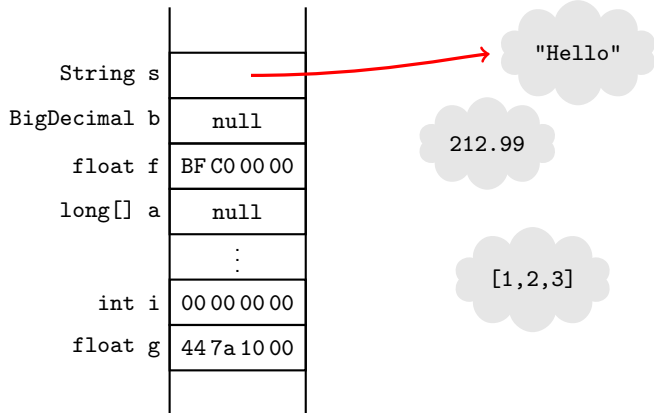 "Hello"
String s
BigDecimal b null
212.99
float f BF C0 00 00
long[] a null
⋮
[1,2,3]
int i 00 00 00 00
float g 44 7a 10 00